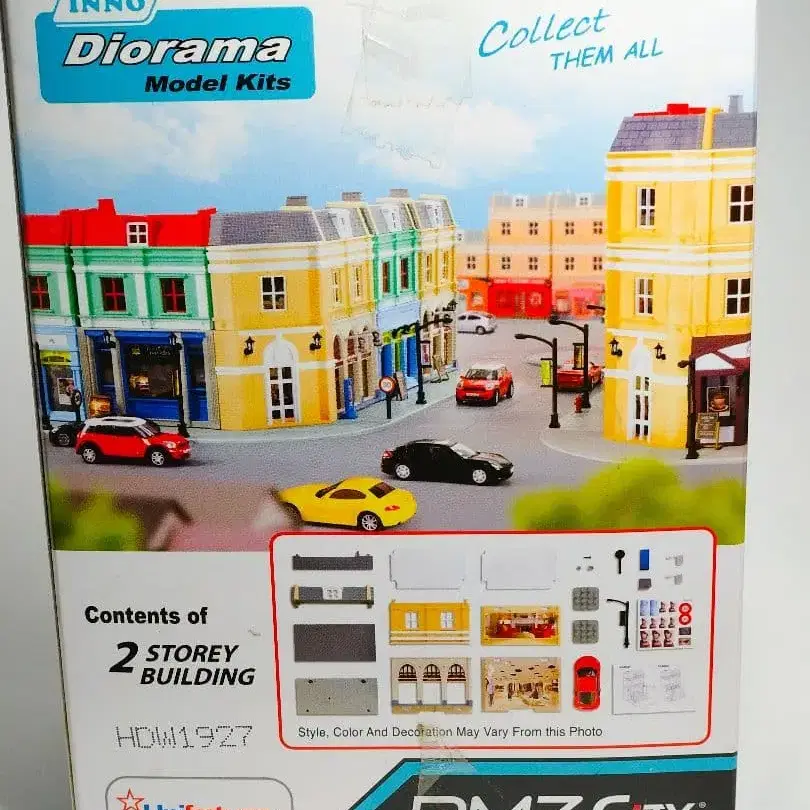 INNO
Diorama
Model Kits
Collect
THEM ALL
Contents of
2 STOREY
BUILDING
HDW1927
Style, Color And Decoration May Vary From this Photo